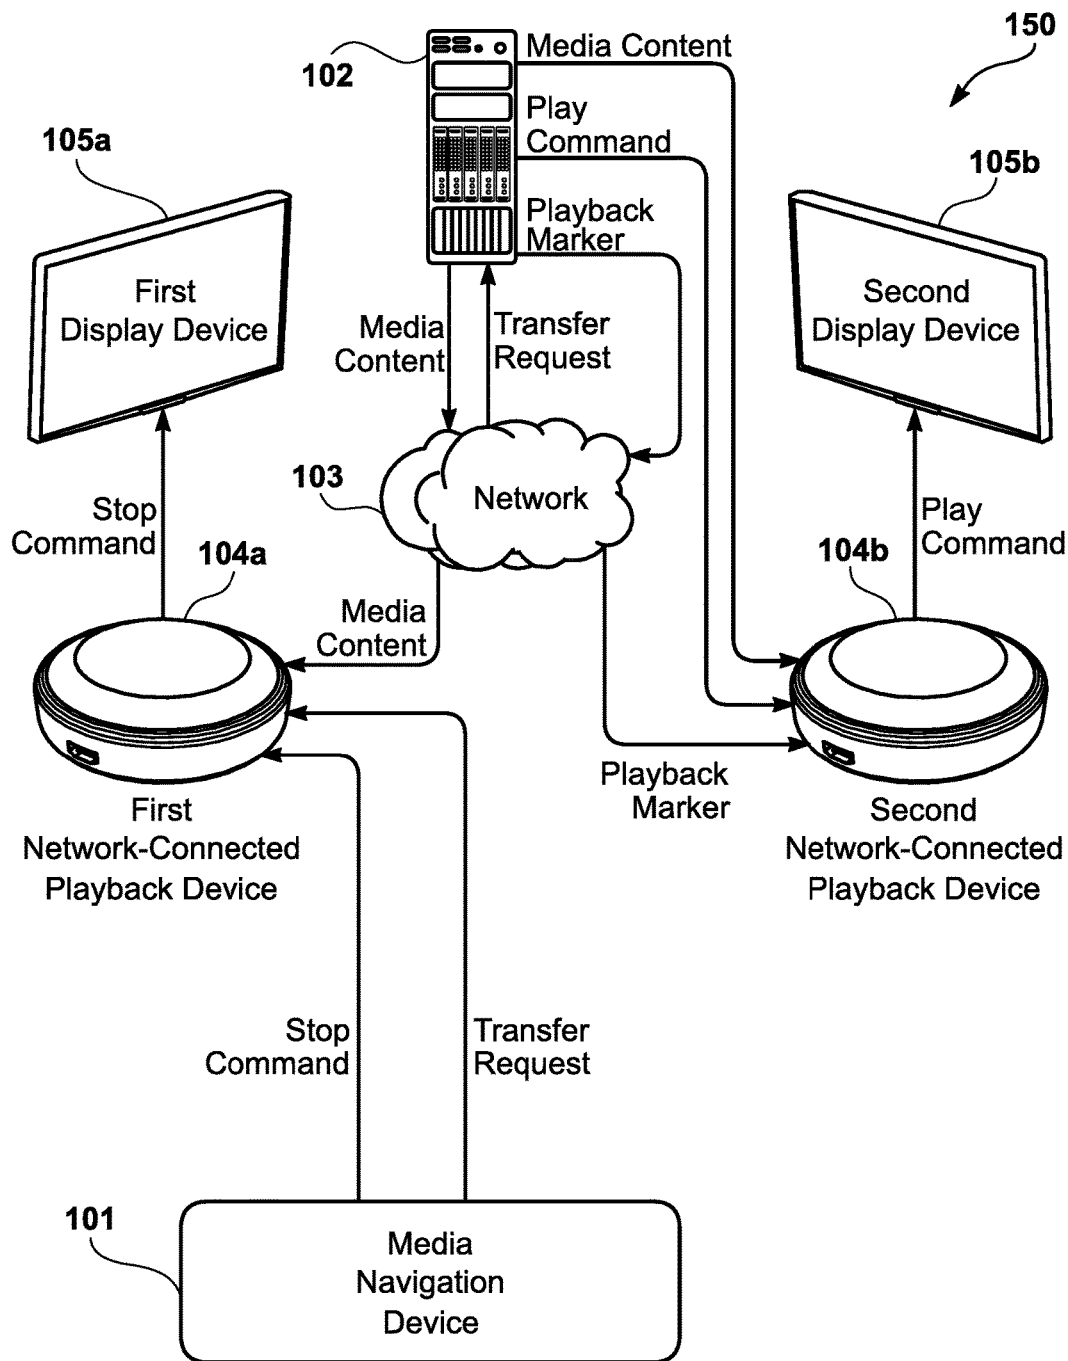 150
102
Media Content
Play
Command
105a
105b
Playback
Marker
First
Display Device
Second
Display Device
Media
Content
Transfer
Request
103
Network
Stop
Command
104a
Play
Command
104b
Media
Content
Playback
Marker
First
Network-Connected
Playback Device
Second
Network-Connected
Playback Device
Stop
Command
Transfer
Request
101
Media
Navigation
Device